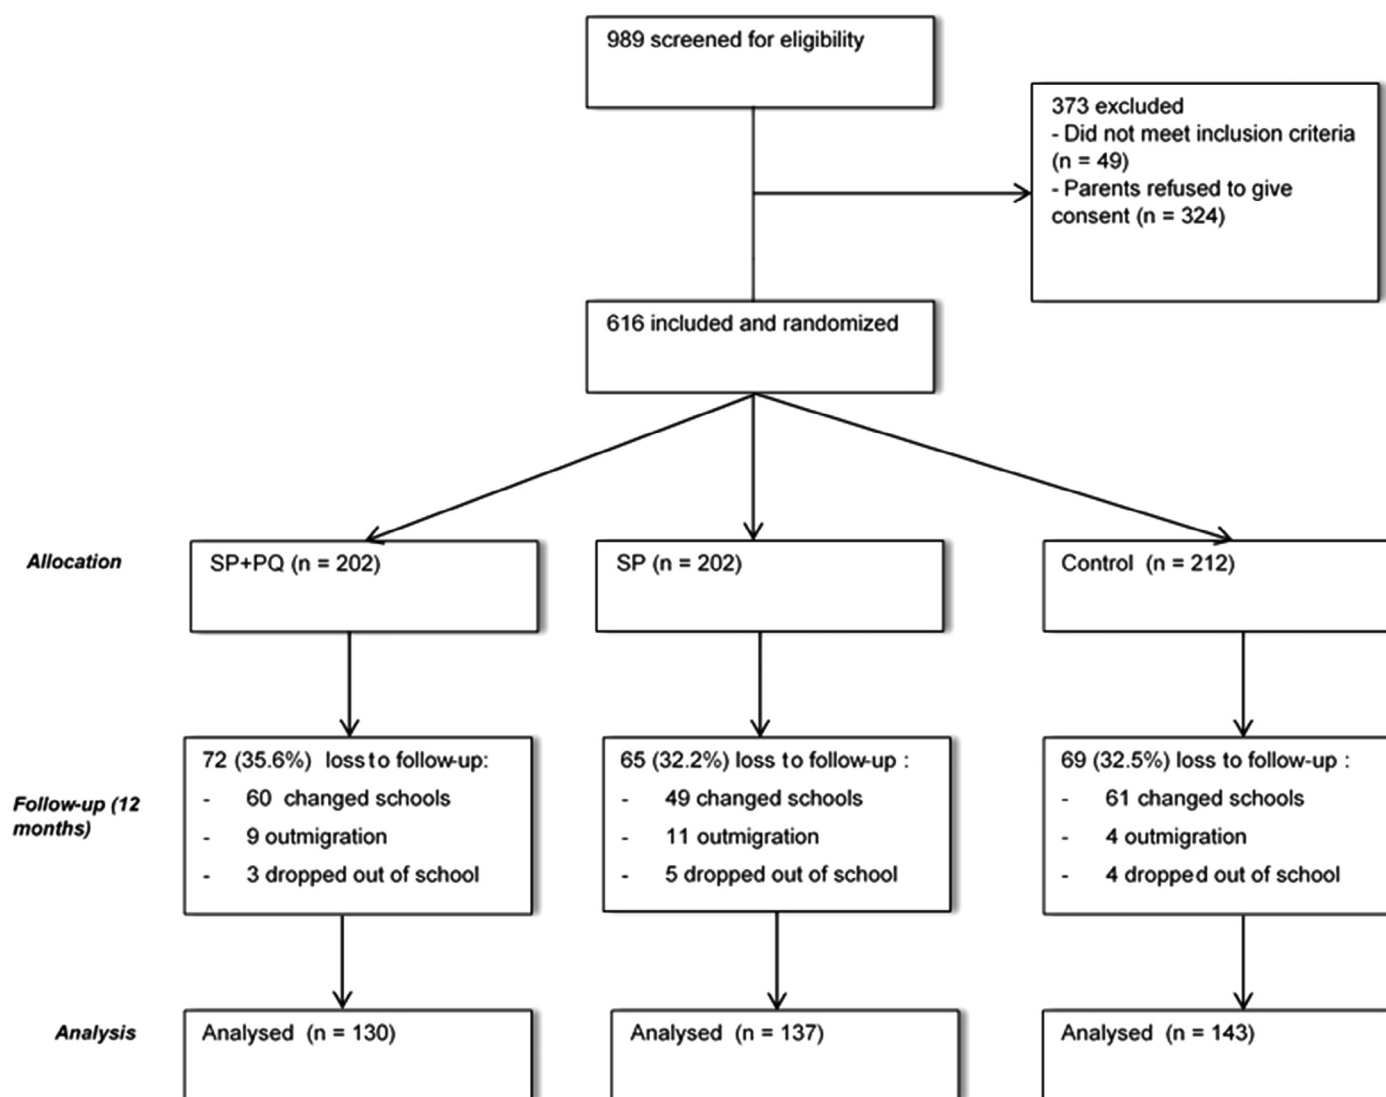 989 screened for eligibility
373 excluded
- Did not meet inclusion criteria
(n = 49)
- Parents refused to give
consent (n = 324)
616 included and randomized
Allocation
SP+PQ (n = 202)
SP (n = 202)
Control (n = 212)
Follow-up (12
months)
72 (35.6%) loss to follow-up:
- 60 changed schools
- 9 outmigration
- 3 dropped out of school
65 (32.2%) loss to follow-up :
- 49 changed schools
- 11 outmigration
- 5 dropped out of school
69 (32.5%) loss to follow-up :
- 61 changed schools
- 4 outmigration
- 4 dropped out of school
Analysis
Analysed (n = 130)
Analysed (n = 137)
Analysed (n = 143)